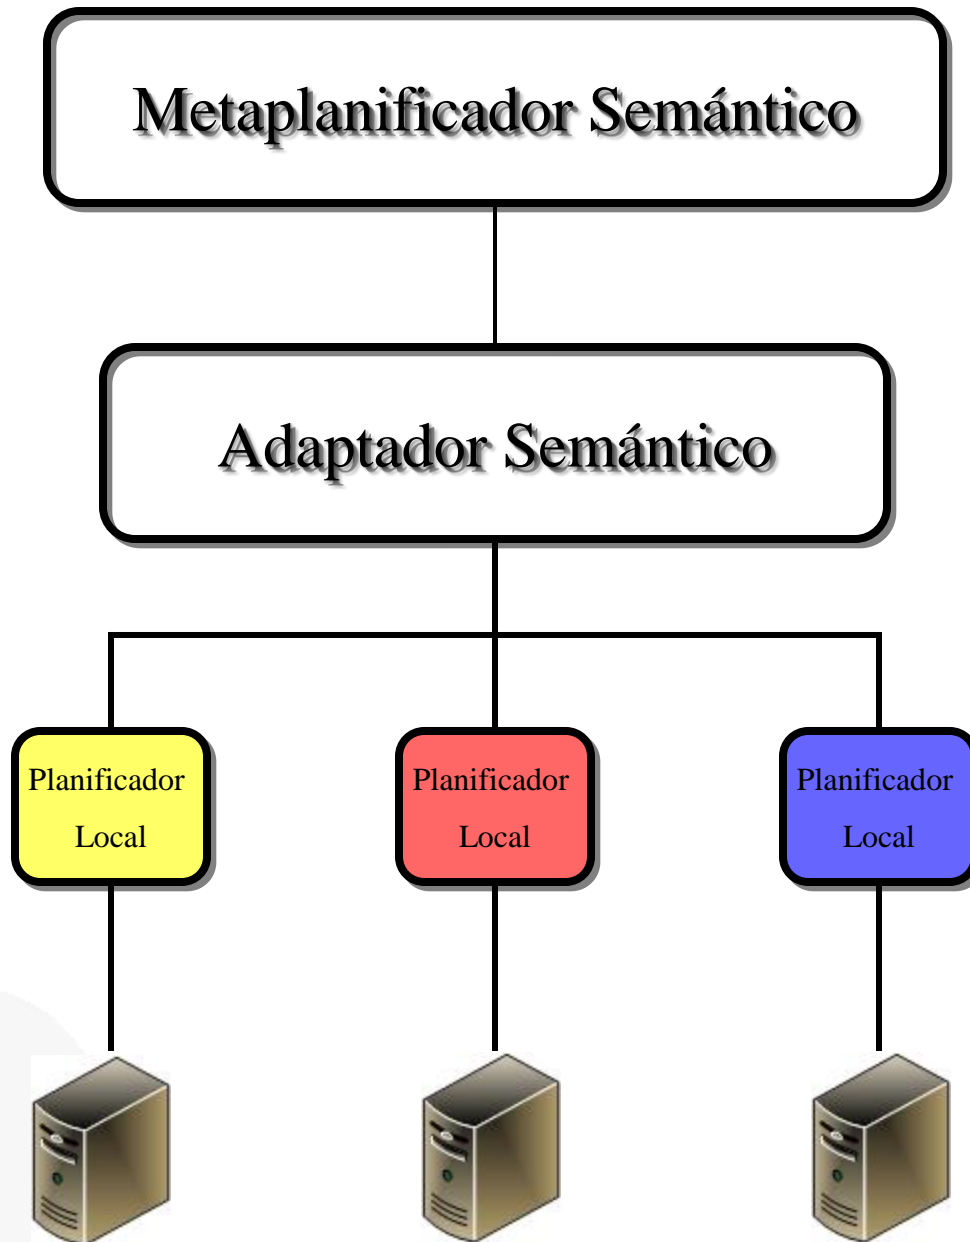 Metaplanificador Semántico
Adaptador Semántico
Planificador
Local
Planificador
Local
Planificador
Local